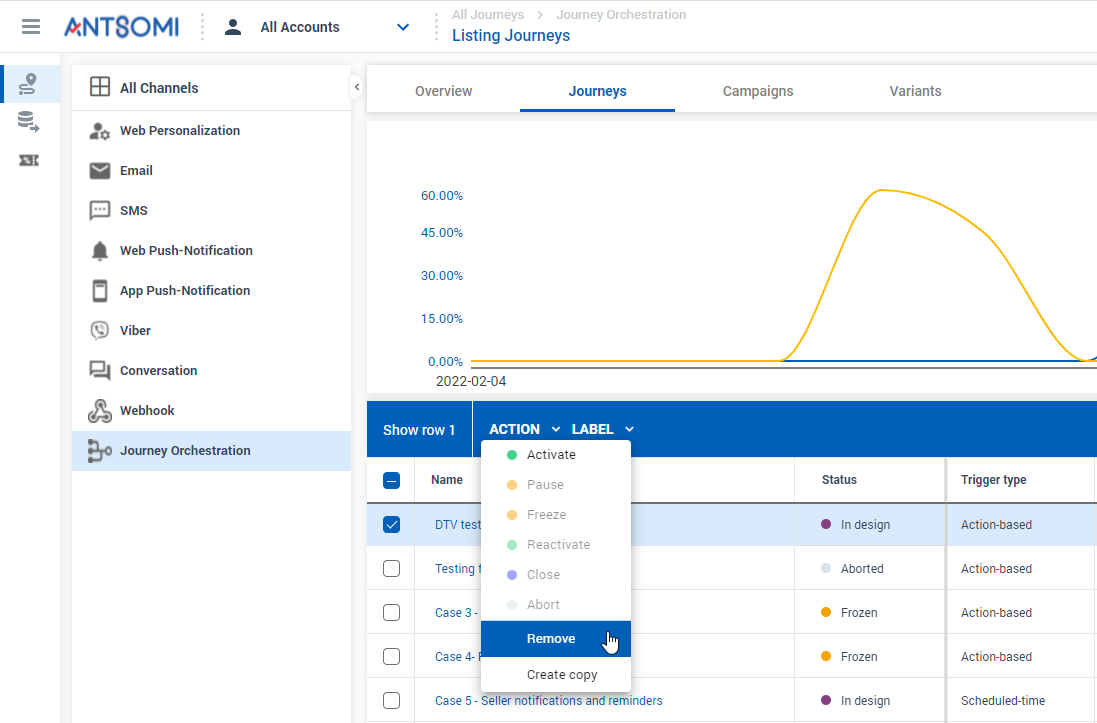 ANTSOMI
All Accounts
All Journeys > Journey Orchestration
Listing Journeys
All Channels
Web Personalization
Email
SMS
Web Push-Notification
App Push-Notification
Viber
Conversation
Webhook
Journey Orchestration
Overview
Journeys
Campaigns
Variants
60.00%
45.00%
30.00%
15.00%
0.00%
2022-02-04
Show row 1
ACTION
LABEL
Activate
Pause
Freeze
Reactivate
Close
Abort
Remove
Create copy
Name
Status
Trigger type
DTV test
In design
Action-based
Testing
Aborted
Action-based
Case 3 -
Frozen
Action-based
Case 4-
Frozen
Action-based
Case 5 - Seller notifications and reminders
In design
Scheduled-time